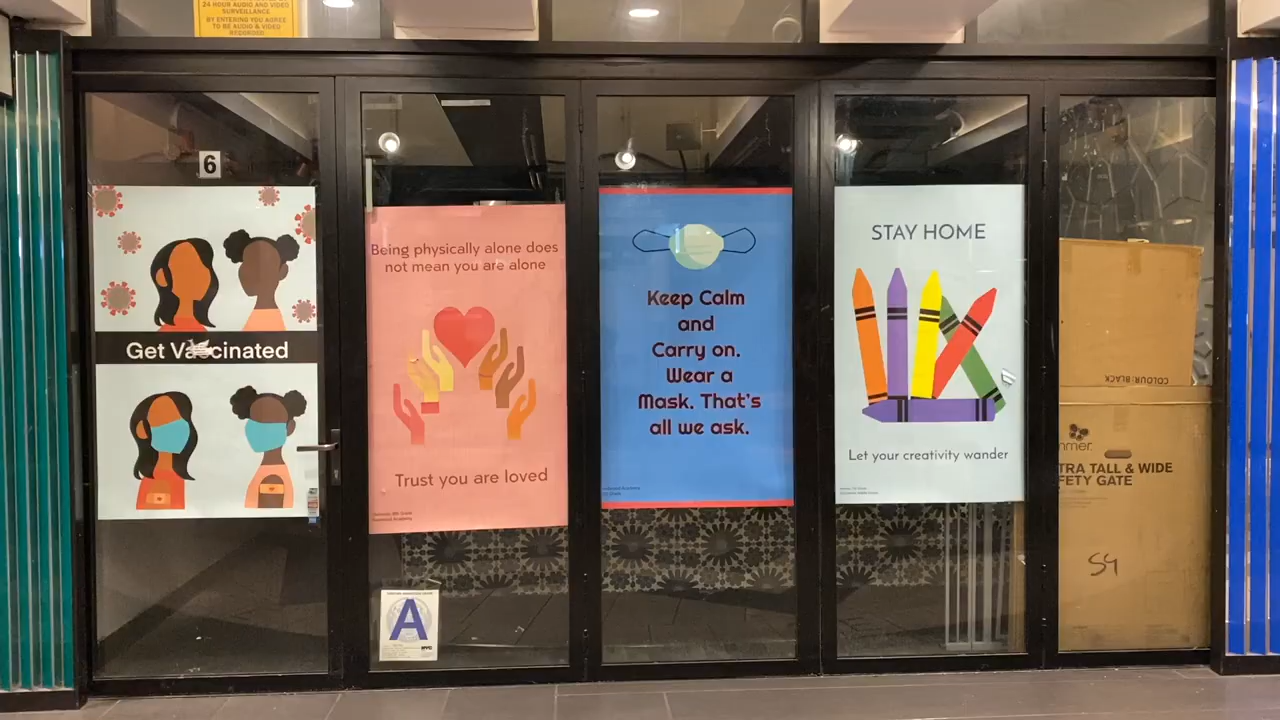 24 HOUR AUDIO AND VIDEO
SURVEILLANCE
BY ENTERING YOU AGREE
TO BE AUDIO & VIDEO
RECORDED
6
Get Vaccinated
Being physically alone does
not mean you are alone
Trust you are loved
Keep Calm
and
Carry on.
Wear a
Mask. That's
all we ask.
STAY HOME
Let your creativity wander
A
NYC
COLOUR: BLACK
TRA TALL & WIDE
FETY GATE
S4